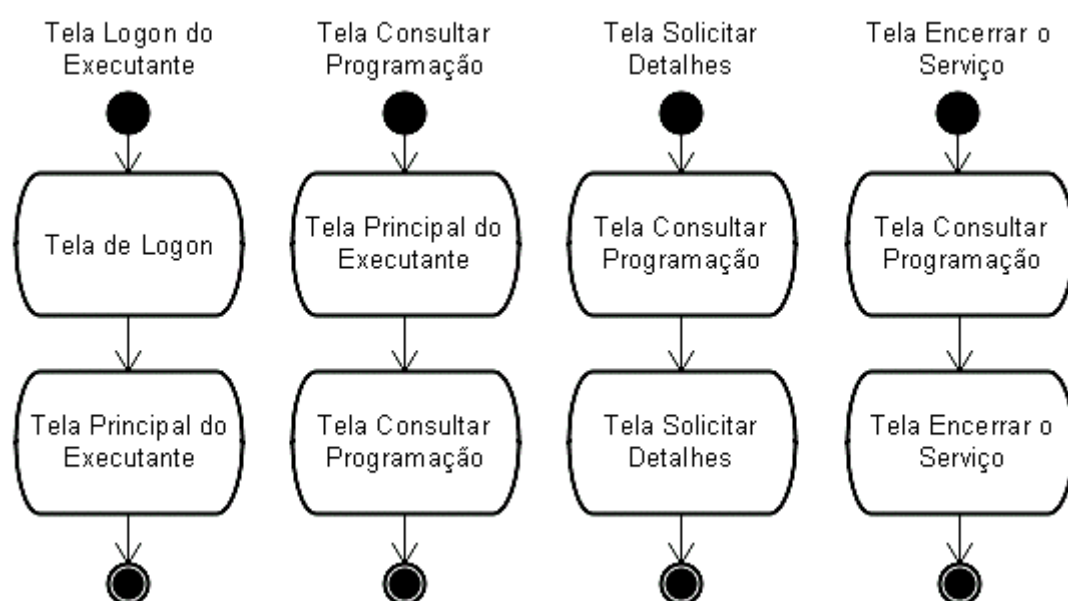 Tela Logon do
Executante
Tela Consultar
Programação
Tela Solicitar
Detalhes
Tela Encerrar o
Serviço
Tela de Logon
Tela Principal do
Executante
Tela Consultar
Programação
Tela Consultar
Programação
Tela Principal do
Executante
Tela Consultar
Programação
Tela Solicitar
Detalhes
Tela Encerrar o
Serviço